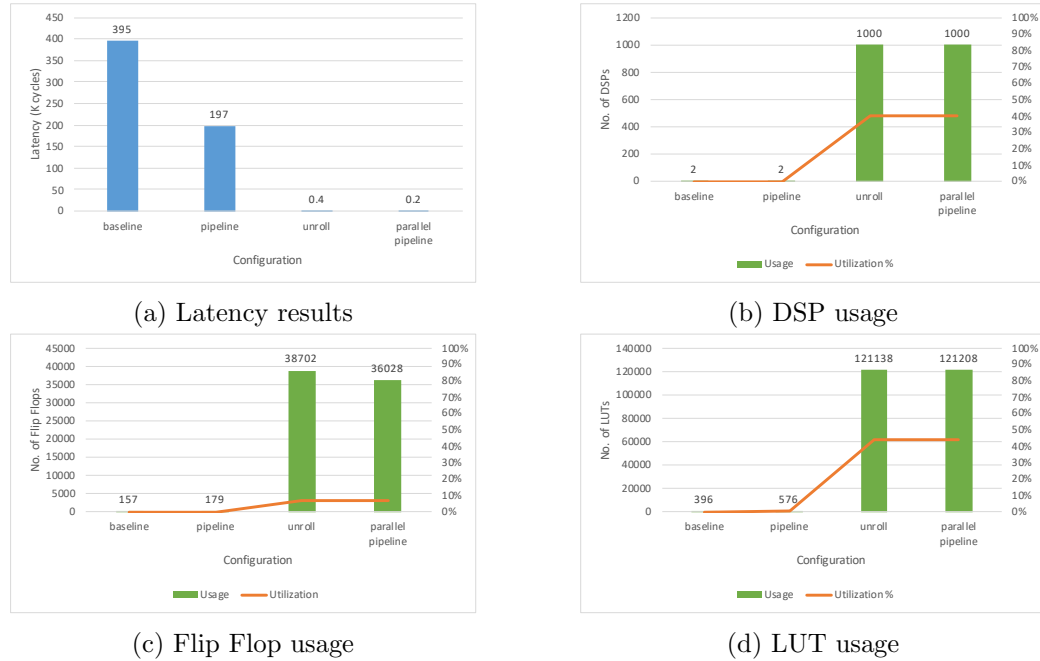 450
400
350
300
250
200
150
100
50
0
Latency (K cycles)
395
197
0.4
0.2
baseline
pipeline
unroll
parallel
pipeline
Configuration
(a) Latency results
1200
1000
800
600
400
200
0
No. of DSPs
2
2
1000
1000
100%
90%
80%
70%
60%
50%
40%
30%
20%
10%
0%
baseline
pipeline
unroll
parallel
pipeline
Configuration
Usage
Utilization %
(b) DSP usage
45000
40000
35000
30000
25000
20000
15000
10000
5000
0
No. of Flip Flops
157
179
38702
36028
100%
90%
80%
70%
60%
50%
40%
30%
20%
10%
0%
baseline
pipeline
unroll
parallel
pipeline
Configuration
Usage
Utilization
(c) Flip Flop usage
140000
120000
100000
80000
60000
40000
20000
0
No. of LUTs
396
576
121138
121208
100%
90%
80%
70%
60%
50%
40%
30%
20%
10%
0%
baseline
pipeline
unroll
parallel
pipeline
Configuration
Usage
Utilization %
(d) LUT usage